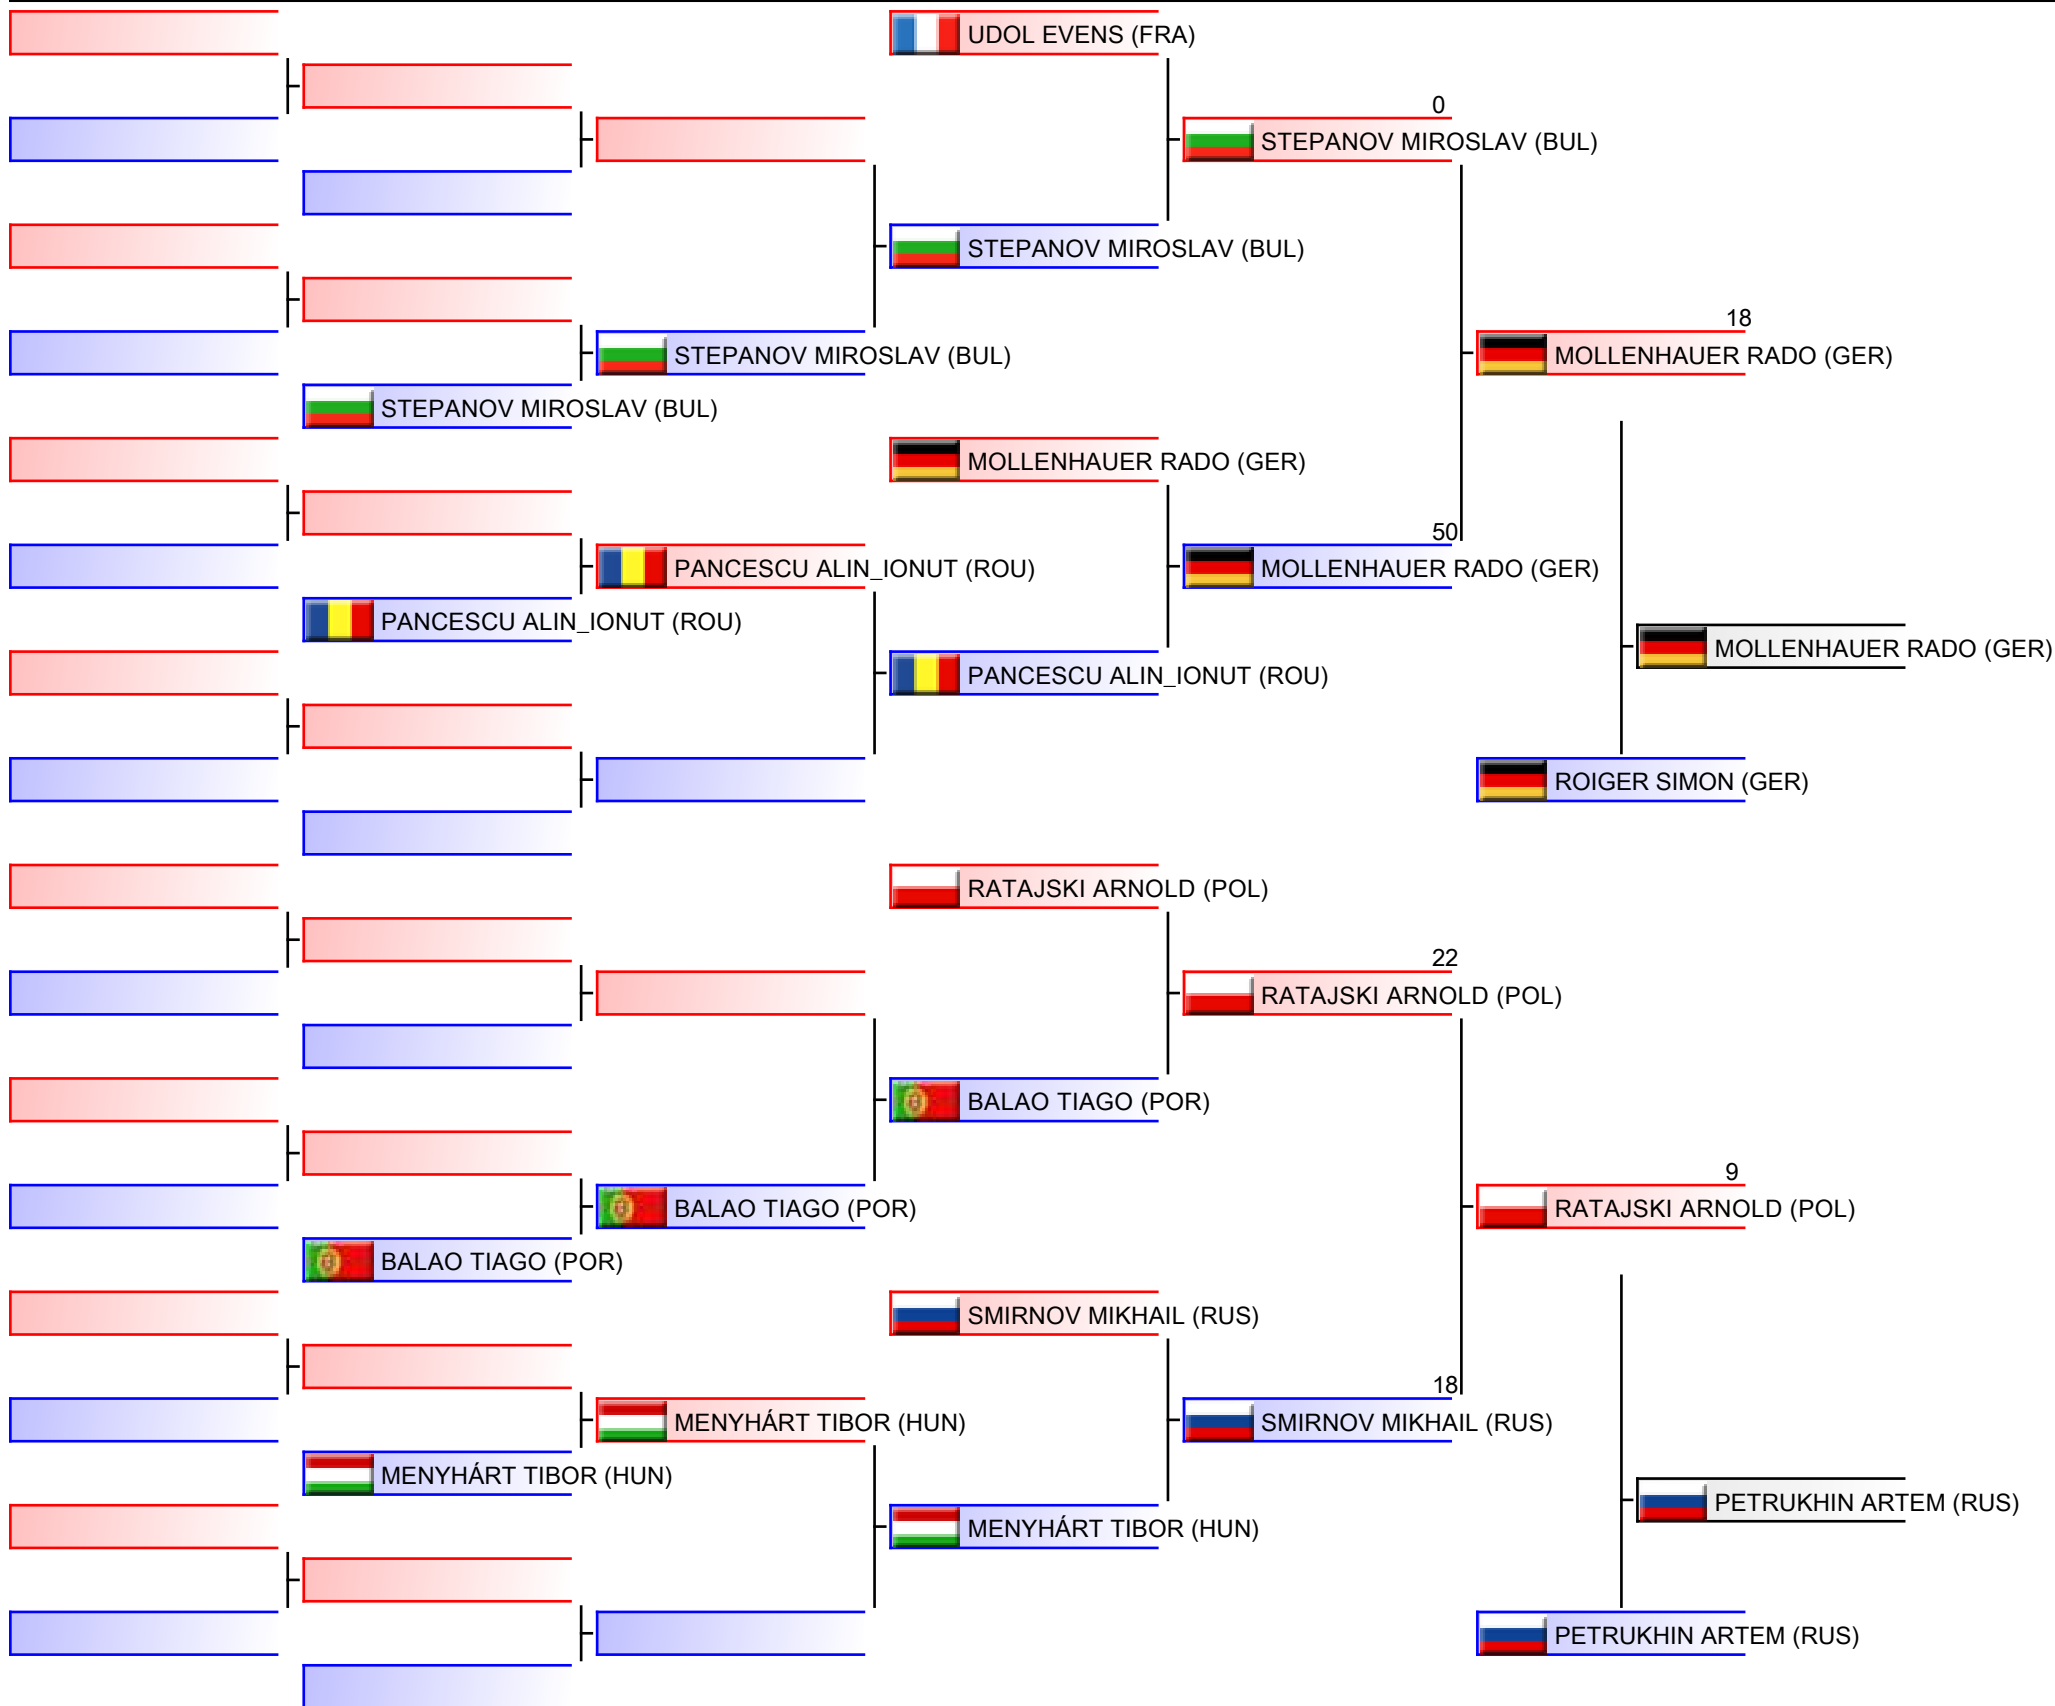 UDOL EVENS (FRA)
0
STEPANOV MIROSLAV (BUL)
STEPANOV MIROSLAV (BUL)
18
STEPANOV MIROSLAV (BUL)
MOLLENHAUER RADO (GER)
STEPANOV MIROSLAV (BUL)
MOLLENHAUER RADO (GER)
50
PANCESCU ALIN_IONUT (ROU)
MOLLENHAUER RADO (GER)
PANCESCU ALIN_IONUT (ROU)
MOLLENHAUER RADO (GER)
PANCESCU ALIN_IONUT (ROU)
ROIGER SIMON (GER)
RATAJSKI ARNOLD (POL)
22
RATAJSKI ARNOLD (POL)
BALAO TIAGO (POR)
9
BALAO TIAGO (POR)
RATAJSKI ARNOLD (POL)
BALAO TIAGO (POR)
SMIRNOV MIKHAIL (RUS)
18
MENYHÁRT TIBOR (HUN)
SMIRNOV MIKHAIL (RUS)
MENYHÁRT TIBOR (HUN)
PETRUKHIN ARTEM (RUS)
MENYHÁRT TIBOR (HUN)
PETRUKHIN ARTEM (RUS)